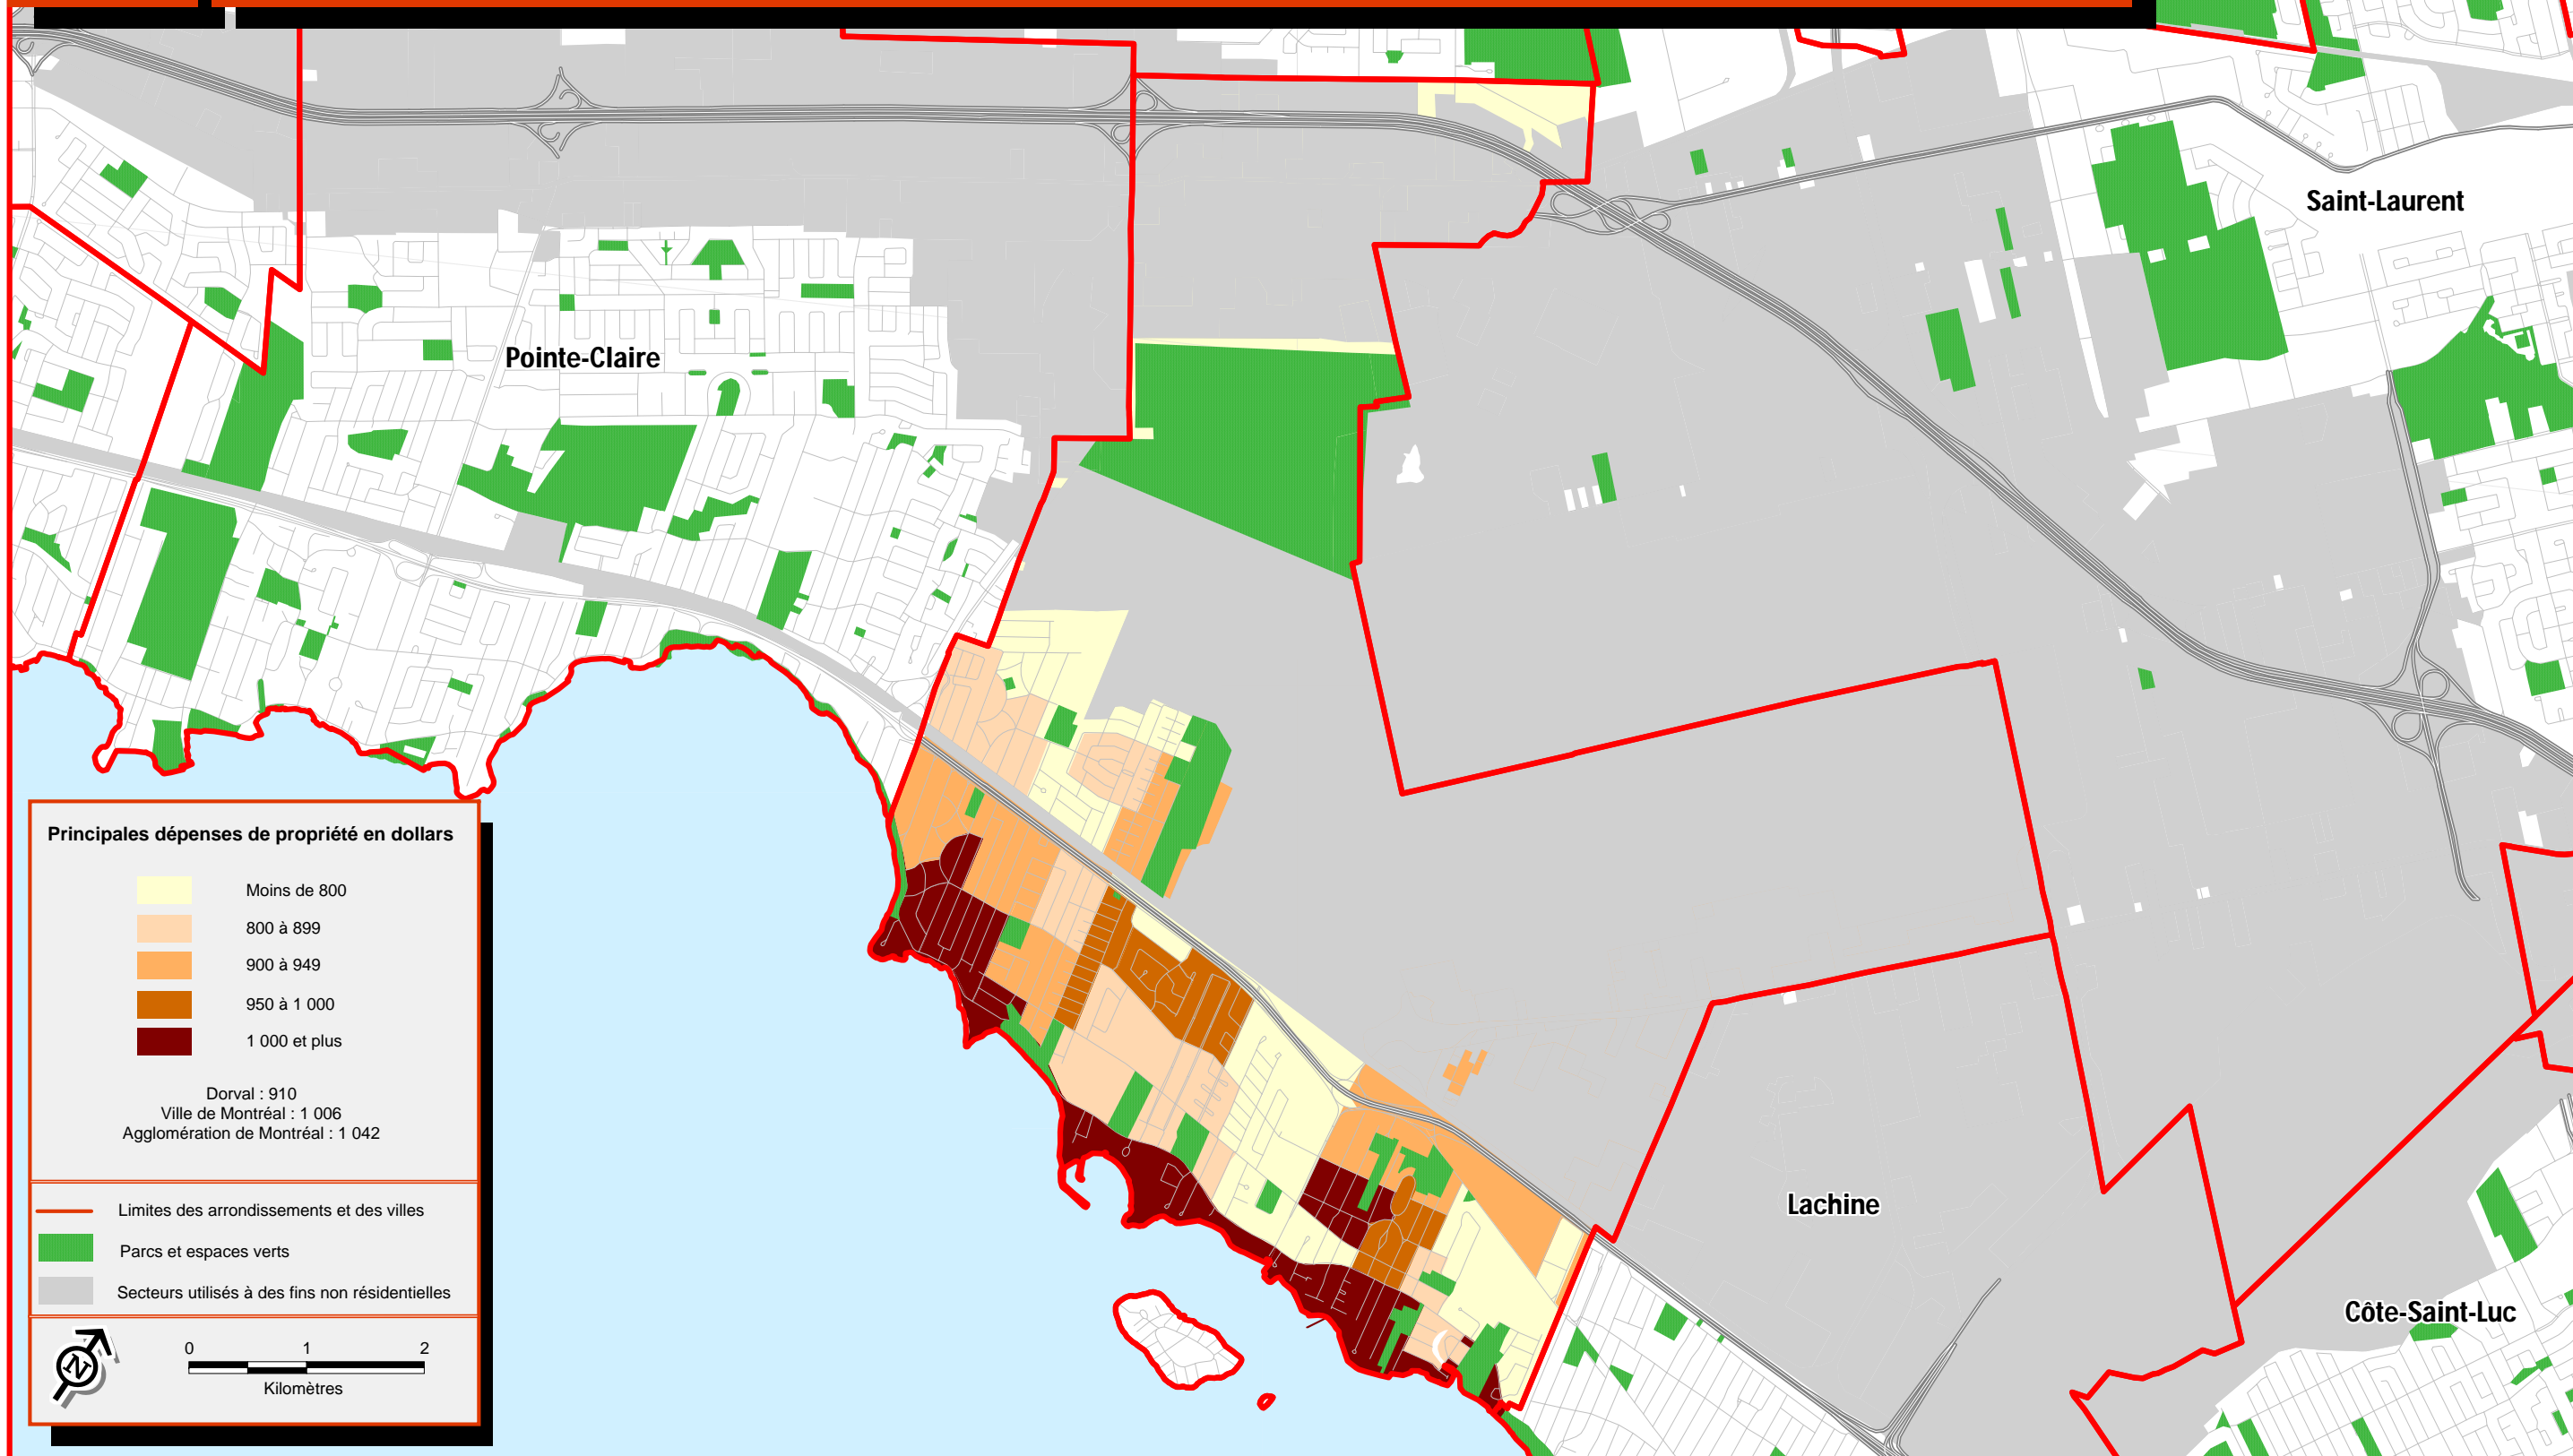 Saint-Laurent
Pointe-Claire
Principales dépenses de propriété en dollars
Moins de 800
800 à 899
900 à 949
950 à 1 000
1 000 et plus
Dorval : 910
Ville de Montréal : 1 006
Agglomération de Montréal : 1 042
Limites des arrondissements et des villes
Parcs et espaces verts
Secteurs utilisés à des fins non résidentielles
N
0 1 2
Kilomètres
Lachine
Côte-Saint-Luc